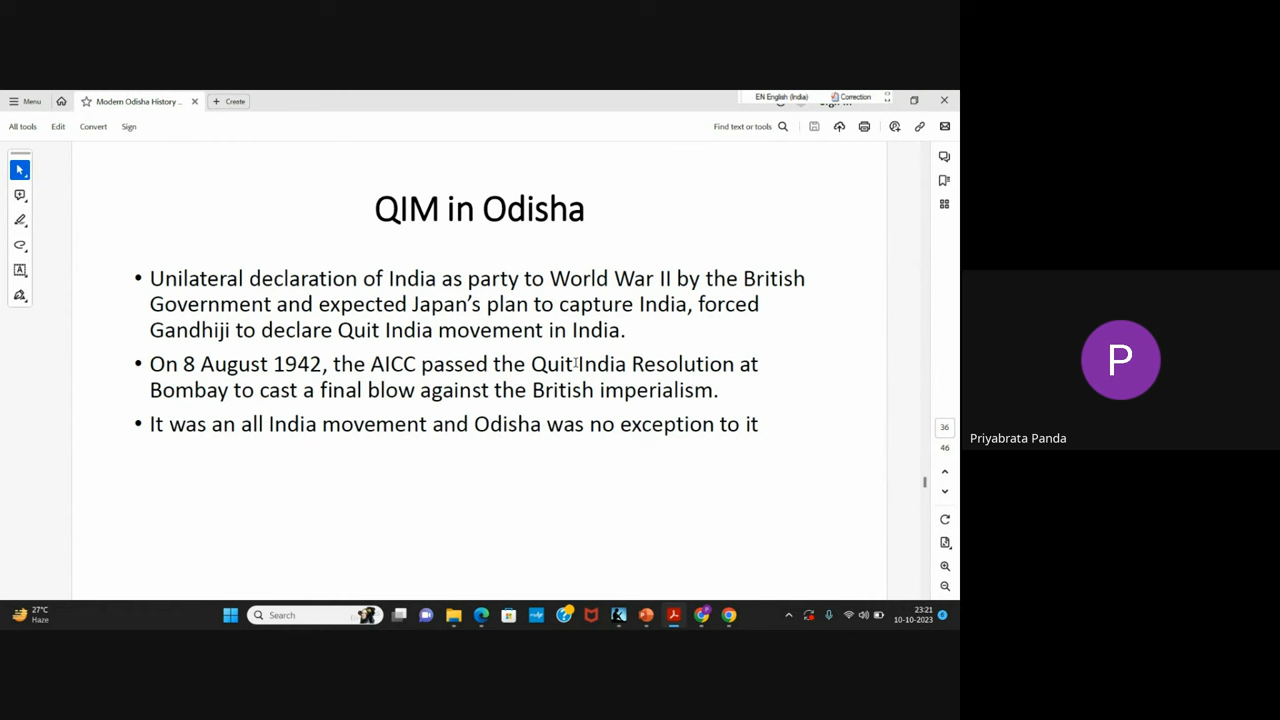 Menu
Modern Odisha History ...
Create
EN English (India)
Correction
All tools
Edit
Convert
Sign
Find text or tools
QIM in Odisha
• Unilateral declaration of India as party to World War II by the British
Government and expected Japan's plan to capture India, forced
Gandhiji to declare Quit India movement in India.
• On 8 August 1942, the AICC passed the Quit India Resolution at
Bombay to cast a final blow against the British imperialism.
• It was an all India movement and Odisha was no exception to it
36
46
P
Priyabrata Panda
27°C
Haze
Search
23:21
10-10-2023